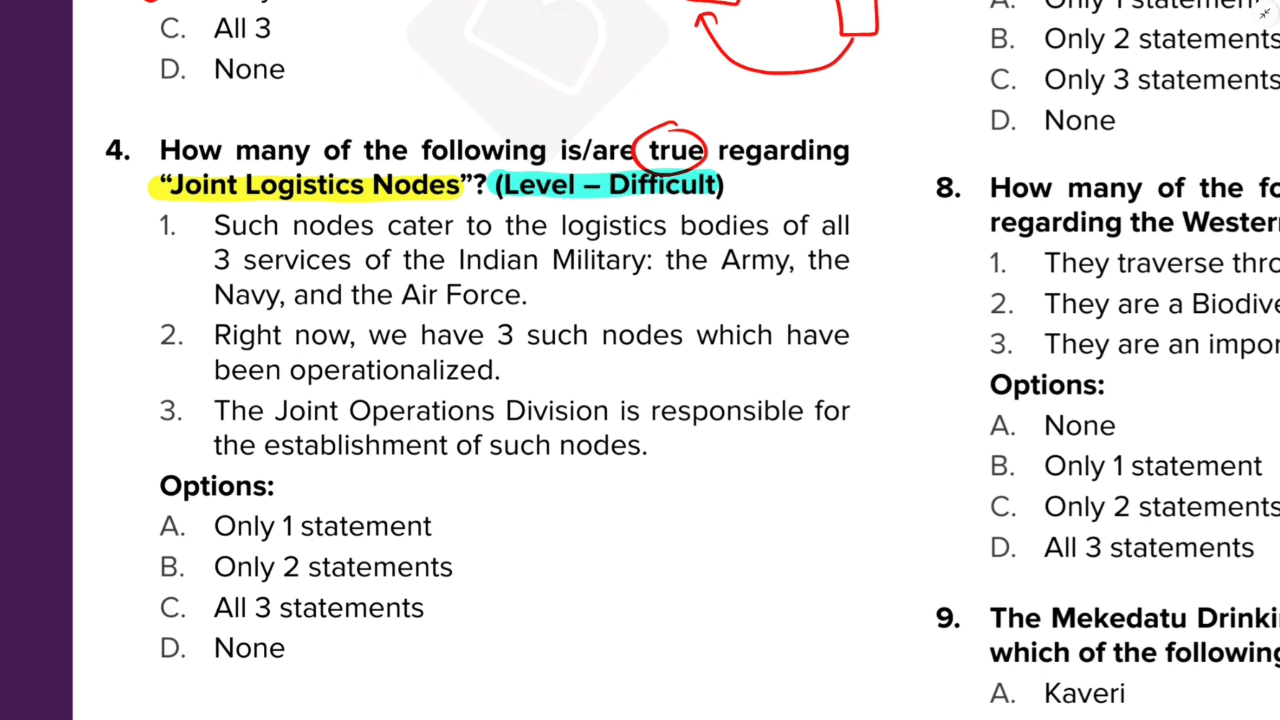 C. All 3
D. None
4. How many of the following is/are true regarding
“Joint Logistics Nodes”? (Level – Difficult)
1. Such nodes cater to the logistics bodies of all
3 services of the Indian Military: the Army, the
Navy, and the Air Force.
2. Right now, we have 3 such nodes which have
been operationalized.
3. The Joint Operations Division is responsible for
the establishment of such nodes.
Options:
A. Only 1 statement
B. Only 2 statements
C. All 3 statements
D. None
A. Only 1
B. Only 2 statements
C. Only 3 statements
D. None
8. How many of the
regarding the
1. They traverse
2. They are a
3. They are an
Options:
A. None
B. Only 1 statement
C. Only 2 statements
D. All 3 statements
9. The Mekedatu
which of the following
A. Kaveri